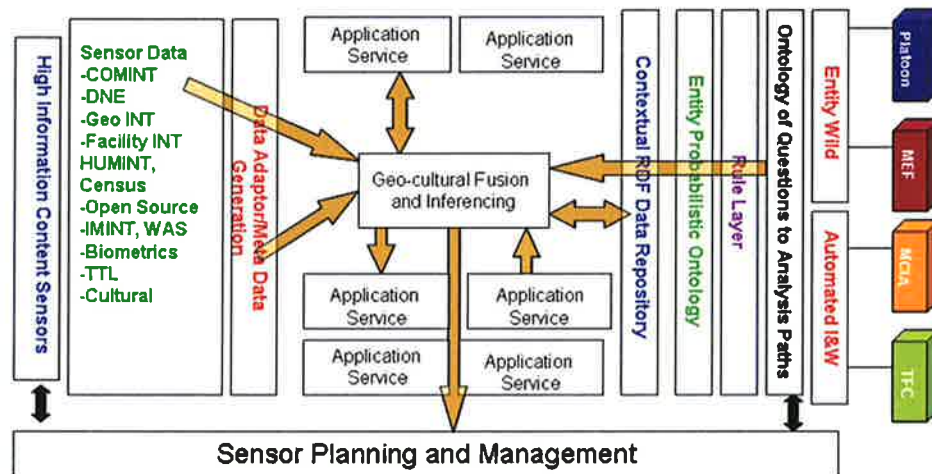 High Information Content Sensors
Sensor Data
-COMINT
-DNE
-Geo INT
-Facility INT
HUMINT,
Census
-Open Source
-IMINT, WAS
-Biometrics
-TTL
-Cultural
Data Adaptor/Meta Data
Generation
Application
Service
Application
Service
Geo-cultural Fusion
and Inferencing
Application
Service
Application
Service
Application
Service
Application
Service
Contextual RDF Data Repository
Entity Probabilistic Ontology
Rule Layer
Ontology of Questions to Analysis Paths
Entity Wild
Automated I&W
Platoon
MEF
MCIA
TFC
Sensor Planning and Management